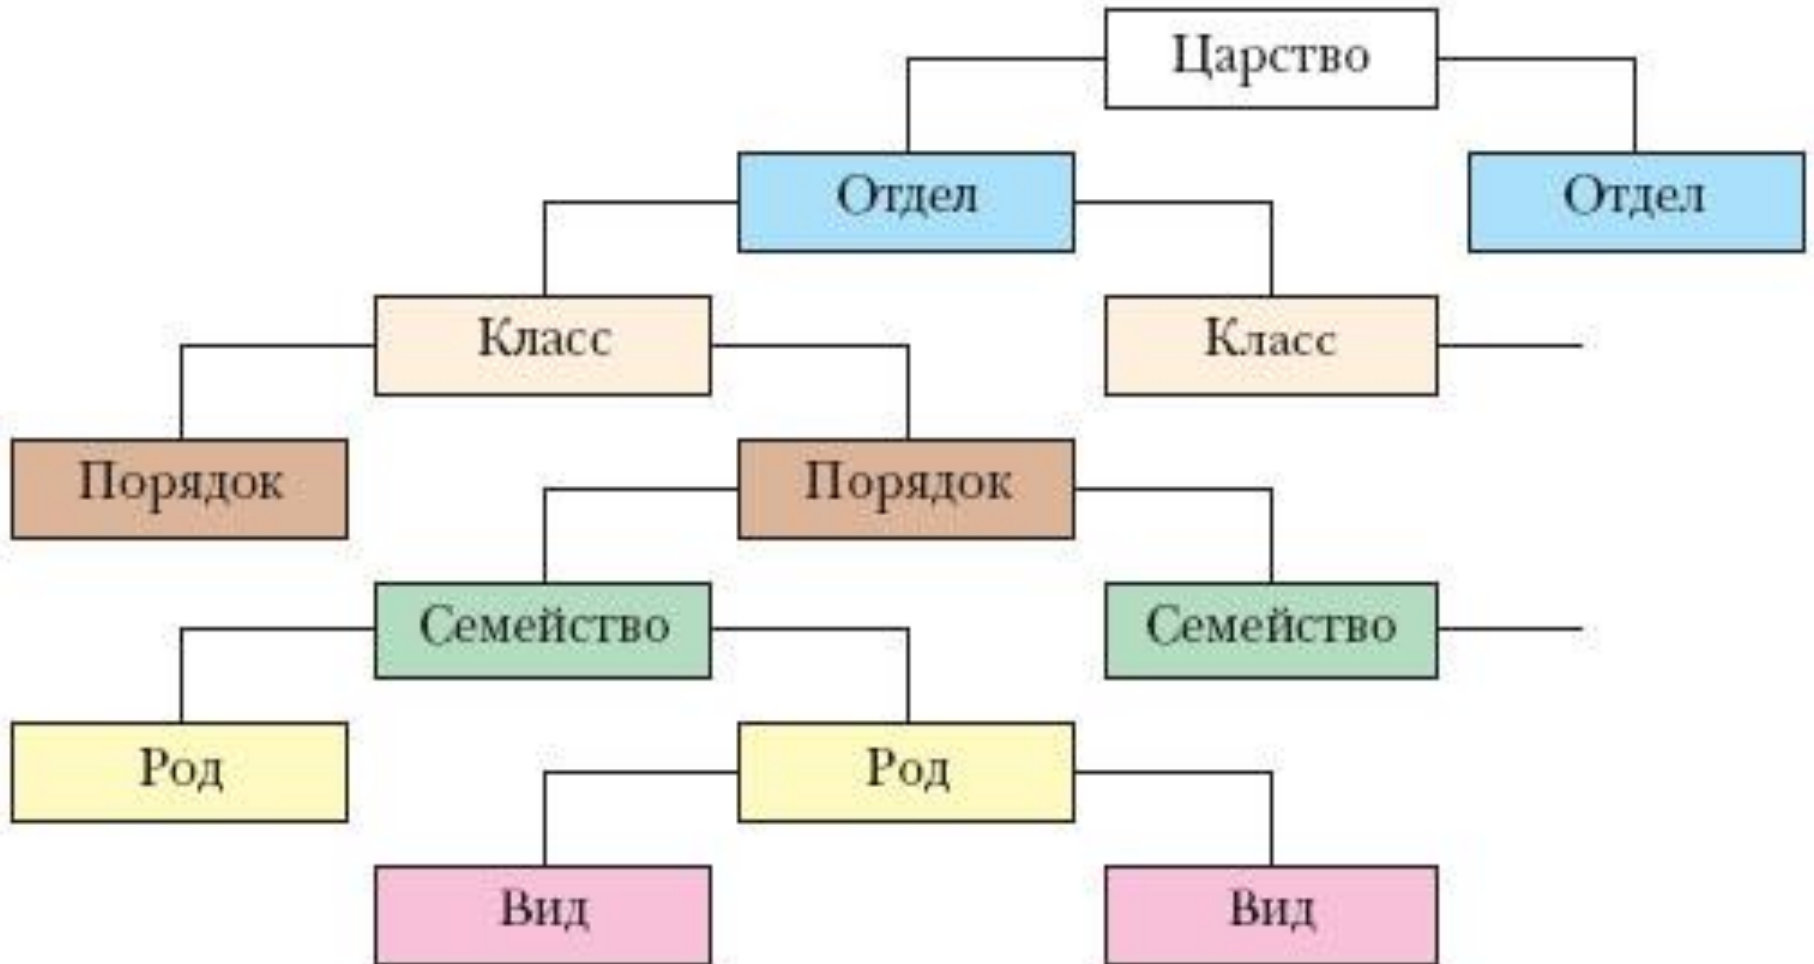 Царство
Отдел Отдел
Класс Класс
Порядок Порядок
Семейство Семейство
Род Род
Вид Вид